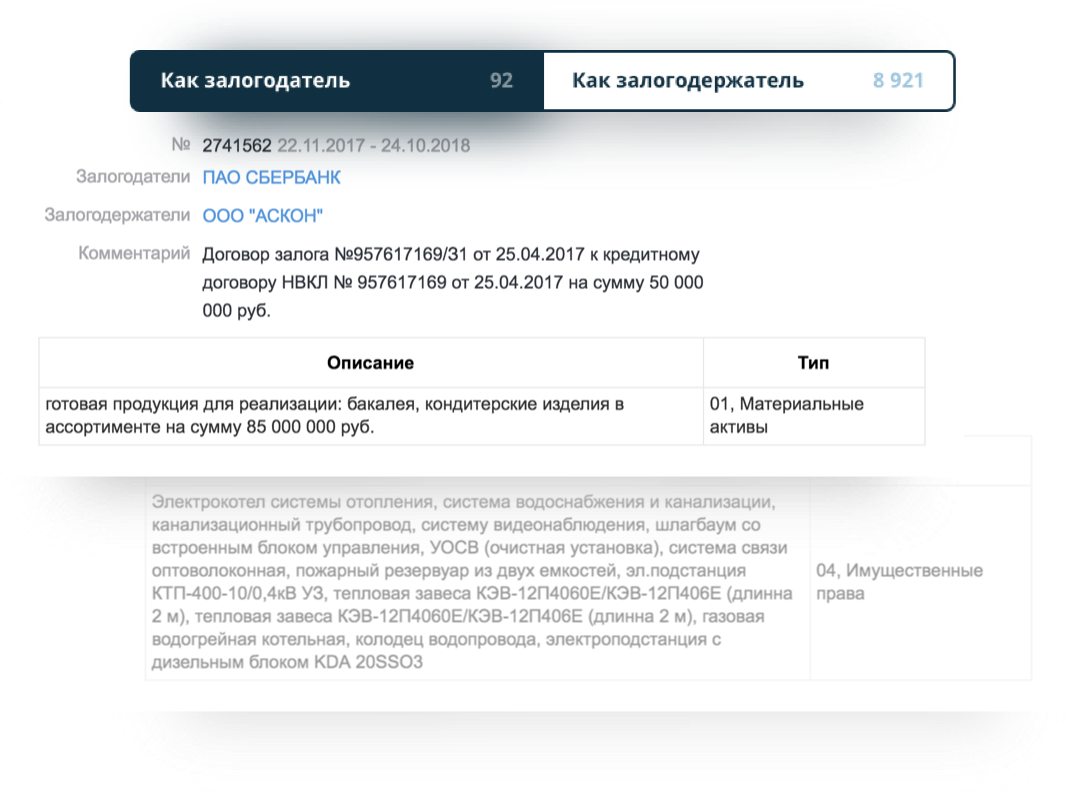 Как залогодатель 92 Как залогодержатель 8 921
№ 2741562 22.11.2017 - 24.10.2018
Залогодатели ПАО СБЕРБАНК
Залогодержатели ООО "АСКОН"
Комментарий Договор залога №957617169/31 от 25.04.2017 к кредитному
договору НВКЛ № 957617169 от 25.04.2017 на сумму 50 000
000 руб.
Описание Тип
готовая продукция для реализации: бакалея, кондитерские изделия в
ассортименте на сумму 85 000 000 руб.
01, Материальные
активы
Электрокотел системы отопления, система водоснабжения и канализации,
канализационный трубопровод, систему видеонаблюдения, шлагбаум со
встроенным блоком управления, УОСВ (очистная установка), система связи
оптоволоконная, пожарный резервуар из двух емкостей, эл.подстанция
КТП-400-10/0,4кВ УЗ, тепловая завеса КЭВ-12П4060Е/КЭВ-12П406Е (длинна
2 м), тепловая завеса КЭВ-12П4060Е/КЭВ-12П406Е (длинна 2 м), газовая
водогрейная котельная, колодец водопровода, электроподстанция с
дизельным блоком KDA 20SSO3
04, Имущественные
права